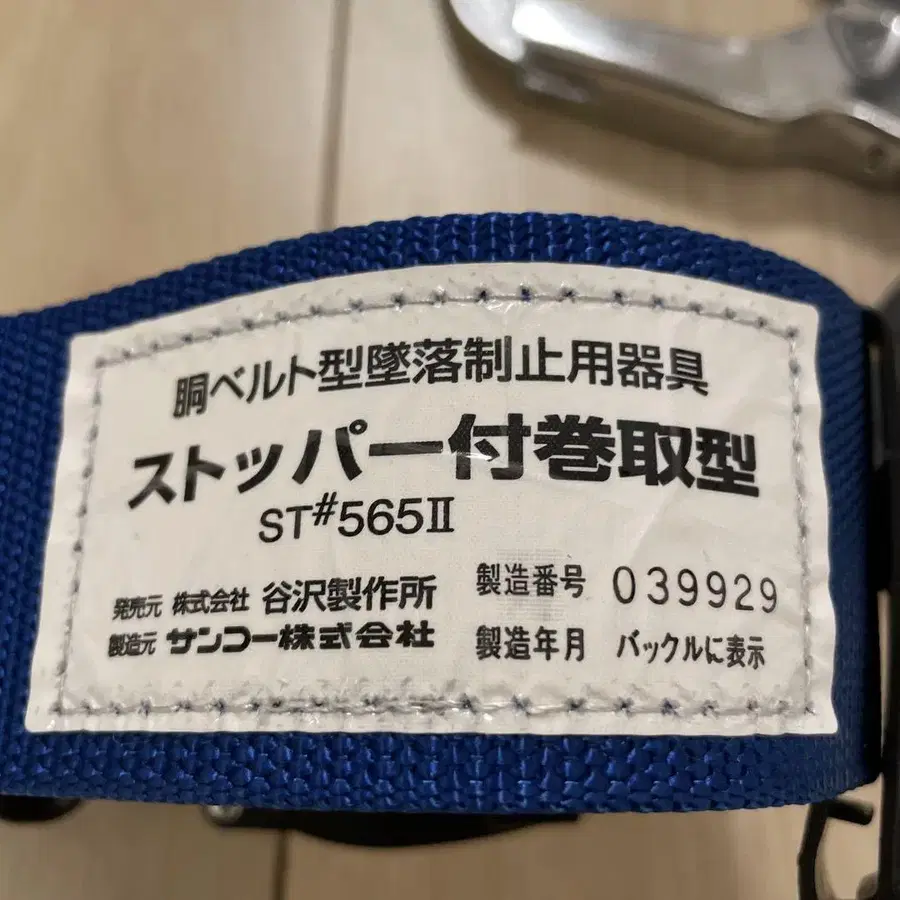 胴ベルト型墜落制止用器具
ストッパー付巻取型
ST#565Ⅱ
発売元 株式会社 谷沢製作所
製造元 サンコー株式会社
製造番号 039929
製造年月 バックルに表示